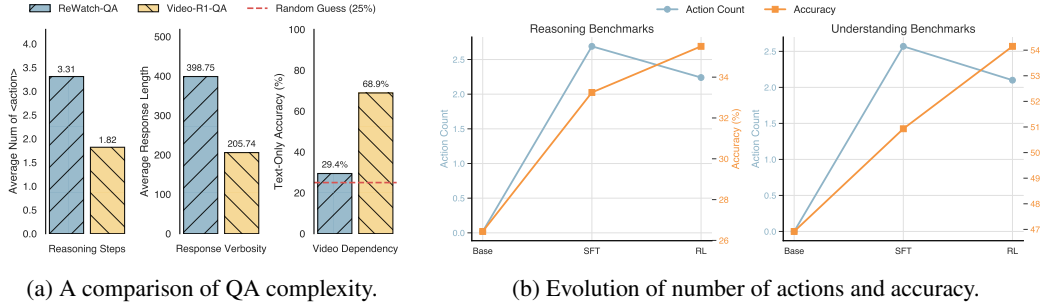 ReWatch-QA
Video-R1-QA
Random Guess (25%)
Average Num of <action>
4.0
3.5
3.0
2.5
2.0
1.5
1.0
0.5
0.0
3.31
1.82
Reasoning Steps
Average Response Length
500
400
300
200
100
0
398.75
205.74
Response Verbosity
Text-Only Accuracy (%)
100
80
60
40
20
0
29.4%
68.9%
Video Dependency
(a) A comparison of QA complexity.
Action Count
Accuracy
Reasoning Benchmarks
Action Count
2.5
2.0
1.5
1.0
0.5
0.0
Accuracy (%)
34
32
30
28
26
Base
SFT
RL
Understanding Benchmarks
Action Count
2.5
2.0
1.5
1.0
0.5
0.0
54
53
52
51
50
49
48
47
Base
SFT
RL
(b) Evolution of number of actions and accuracy.